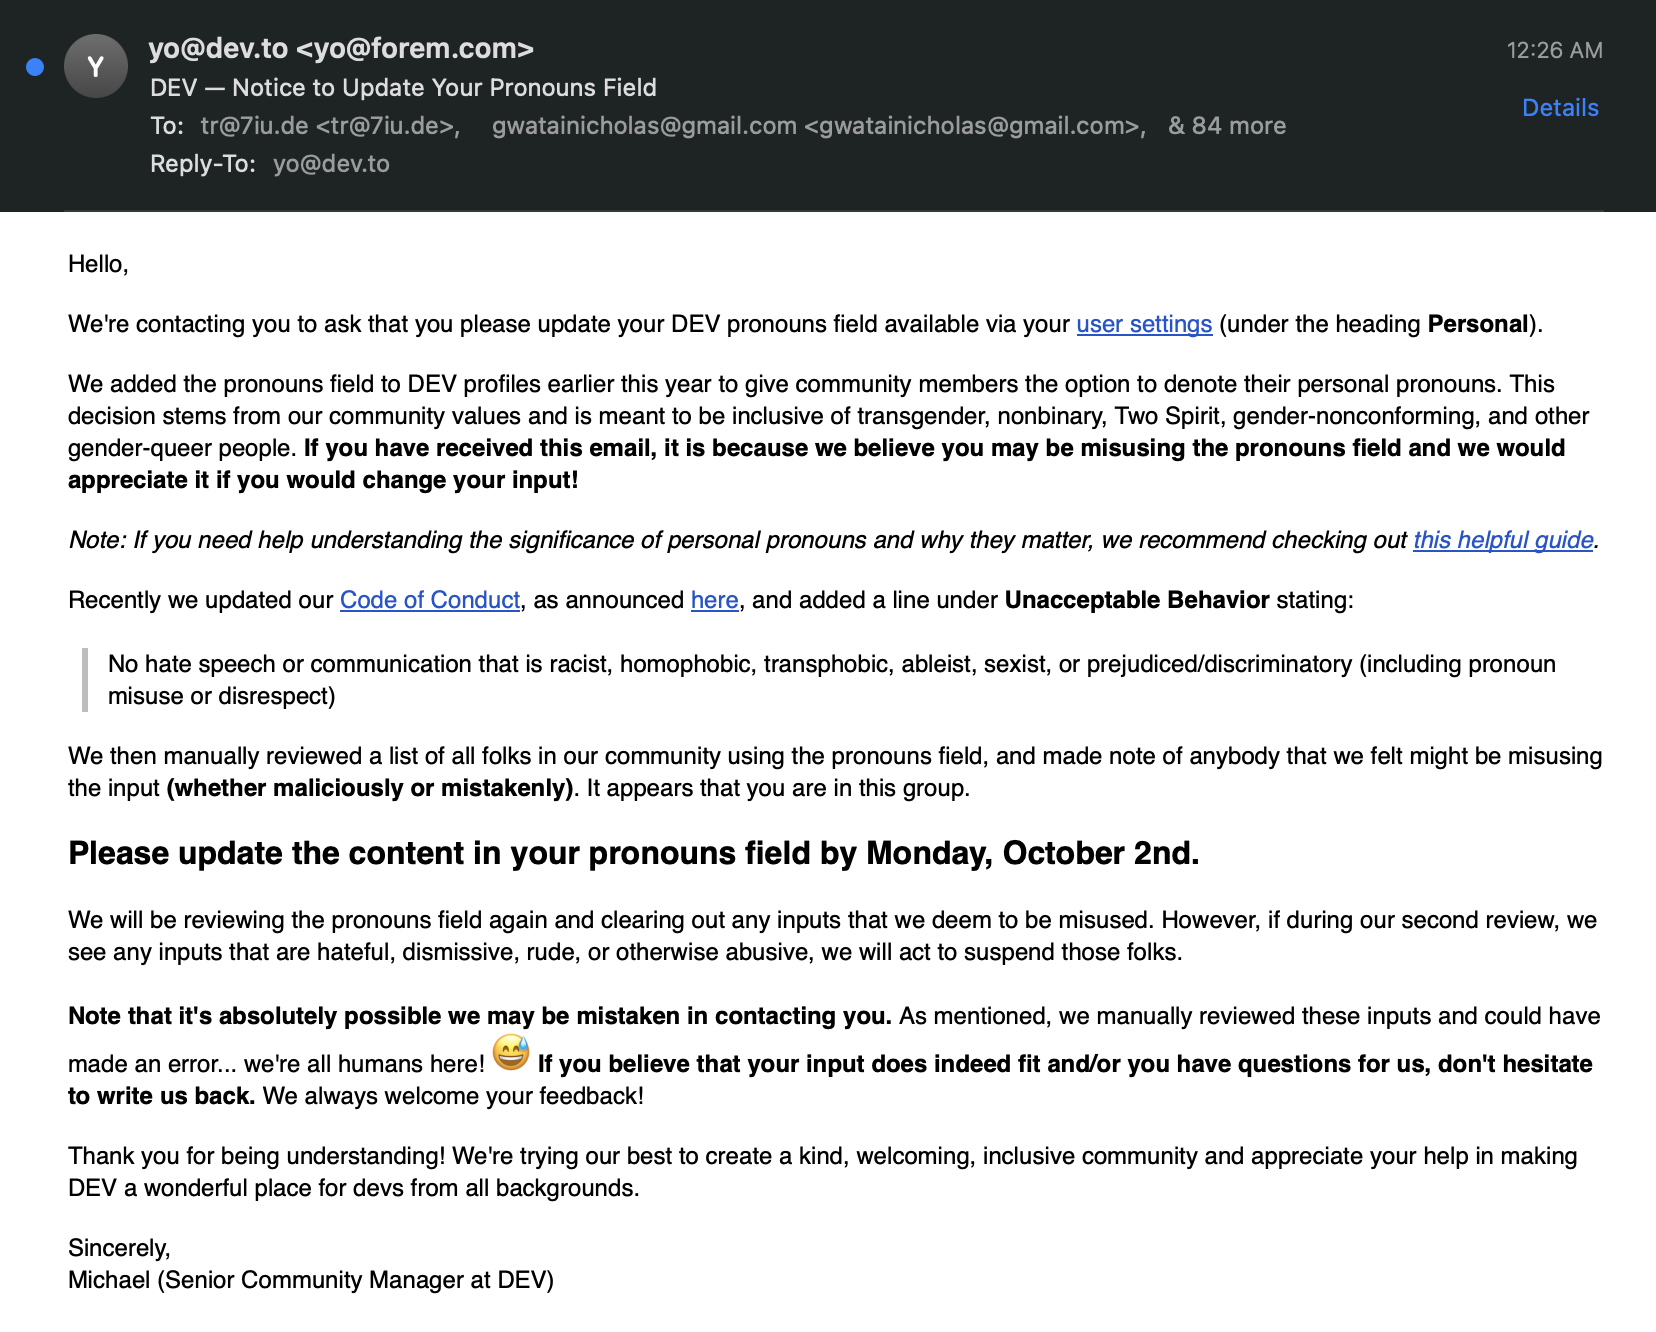 Y
yo@dev.to <yo@forem.com>
12:26 AM
DEV — Notice to Update Your Pronouns Field
Details
To: tr@7iu.de <tr@7iu.de>, gwatainicholas@gmail.com <gwatainicholas@gmail.com>, & 84 more
Reply-To: yo@dev.to
Hello,
We're contacting you to ask that you please update your DEV pronouns field available via your user settings (under the heading Personal).
We added the pronouns field to DEV profiles earlier this year to give community members the option to denote their personal pronouns. This
decision stems from our community values and is meant to be inclusive of transgender, nonbinary, Two Spirit, gender-nonconforming, and other
gender-queer people. If you have received this email, it is because we believe you may be misusing the pronouns field and we would
appreciate it if you would change your input!
Note: If you need help understanding the significance of personal pronouns and why they matter, we recommend checking out this helpful guide.
Recently we updated our Code of Conduct, as announced here, and added a line under Unacceptable Behavior stating:
No hate speech or communication that is racist, homophobic, transphobic, ableist, sexist, or prejudiced/discriminatory (including pronoun
misuse or disrespect)
We then manually reviewed a list of all folks in our community using the pronouns field, and made note of anybody that we felt might be misusing
the input (whether maliciously or mistakenly). It appears that you are in this group.
Please update the content in your pronouns field by Monday, October 2nd.
We will be reviewing the pronouns field again and clearing out any inputs that we deem to be misused. However, if during our second review, we
see any inputs that are hateful, dismissive, rude, or otherwise abusive, we will act to suspend those folks.
Note that it's absolutely possible we may be mistaken in contacting you. As mentioned, we manually reviewed these inputs and could have
made an error... we're all humans here! 😅 If you believe that your input does indeed fit and/or you have questions for us, don't hesitate
to write us back. We always welcome your feedback!
Thank you for being understanding! We're trying our best to create a kind, welcoming, inclusive community and appreciate your help in making
DEV a wonderful place for devs from all backgrounds.
Sincerely,
Michael (Senior Community Manager at DEV)